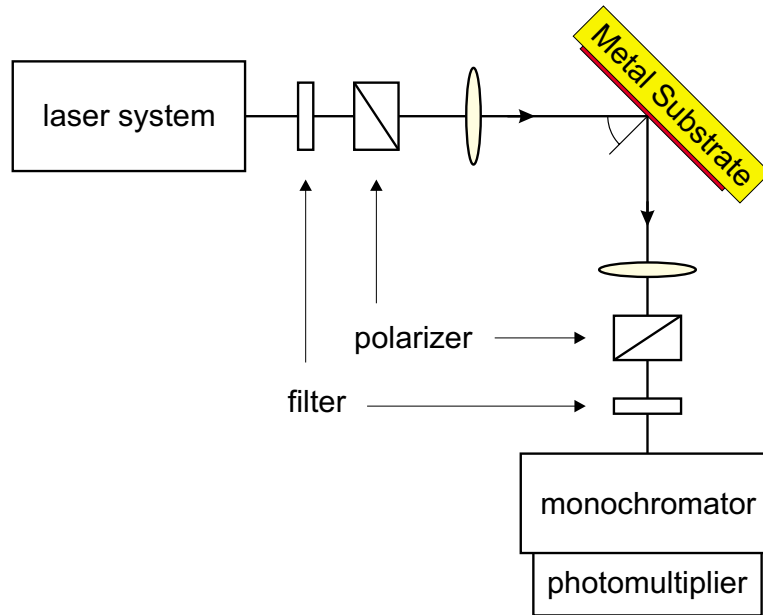 laser system
Metal Substrate
polarizer
filter
monochromator
photomultiplier